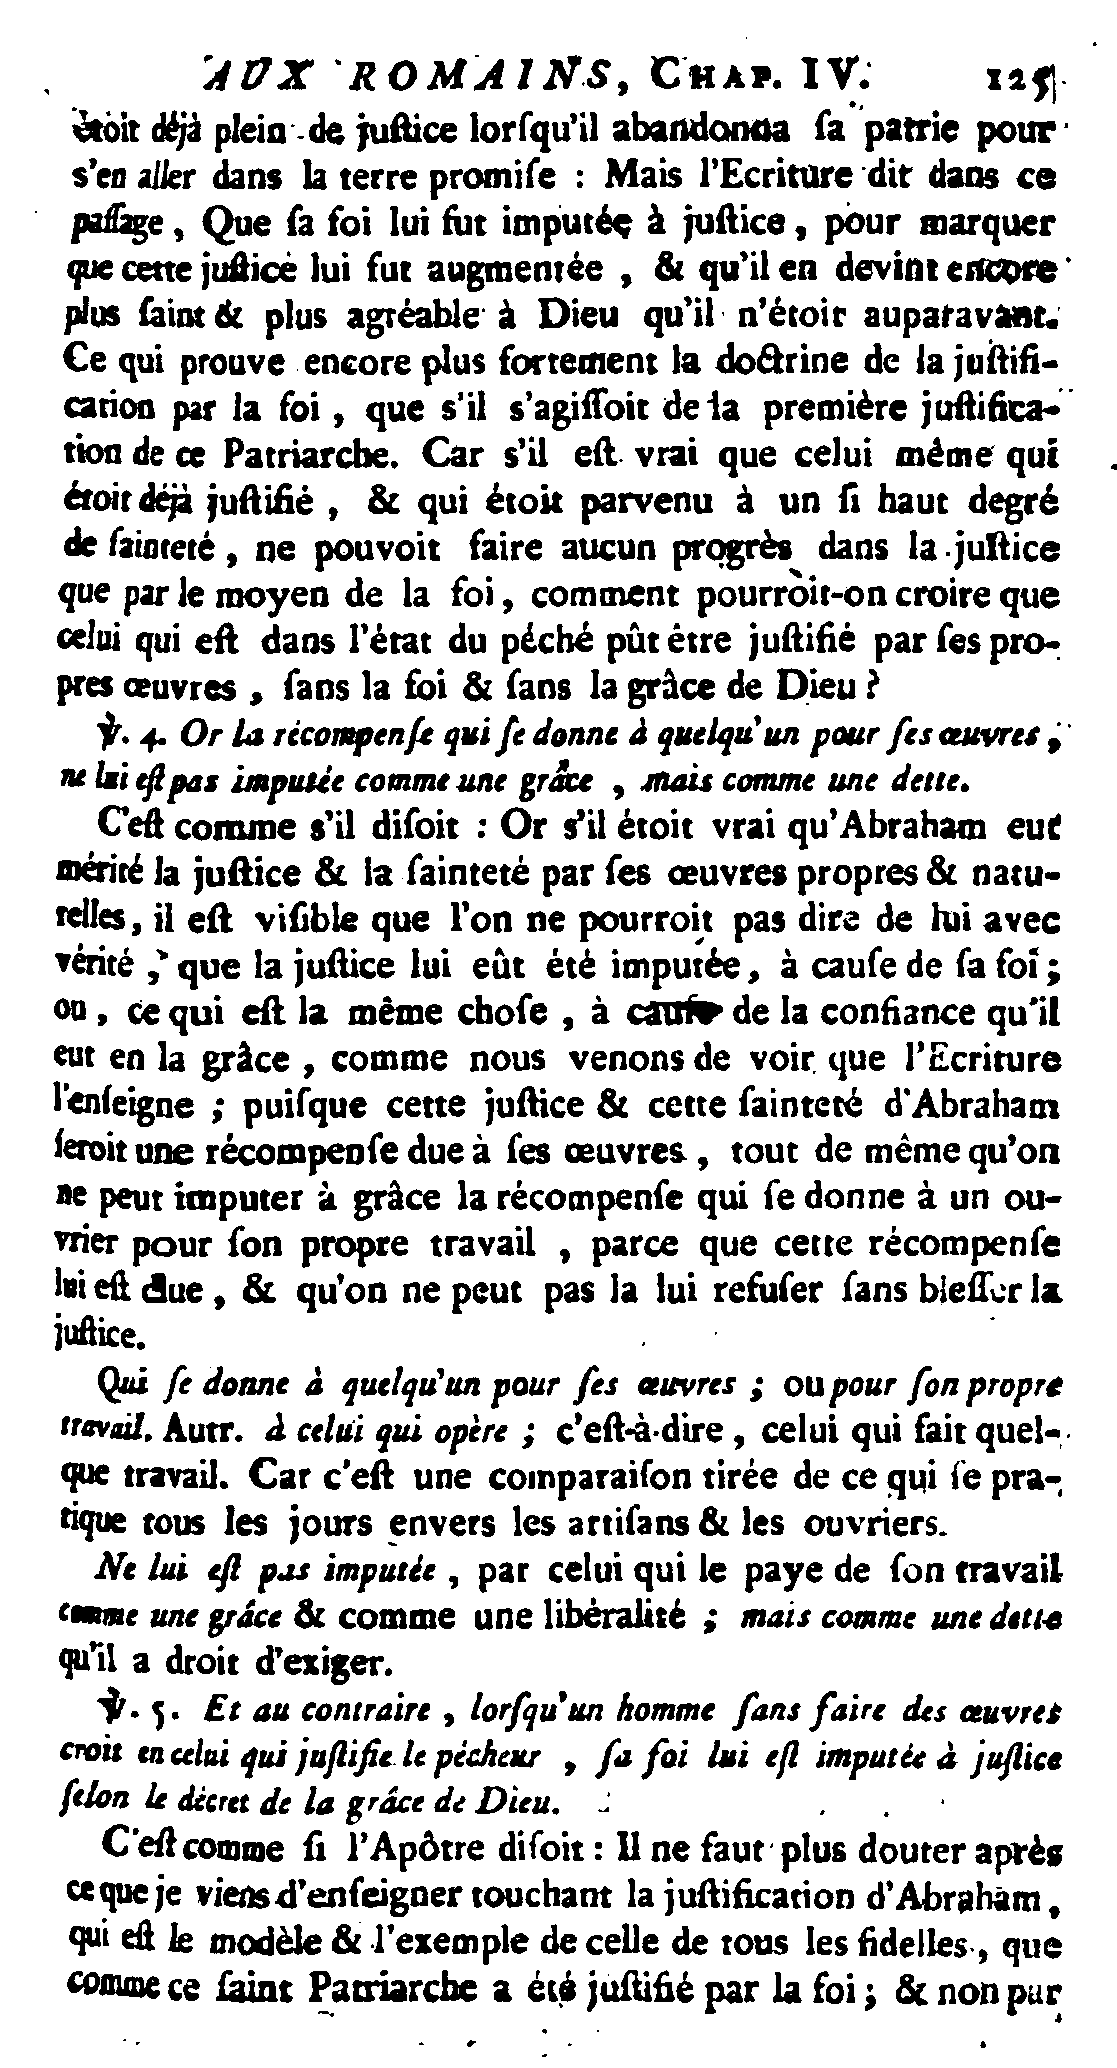 AUX ROMAINS, CHAP. IV. 125
étoit déjà plein de juſtice lorſqu'il abandonna ſa patrie pour
s'en aller dans la terre promiſe : Mais l'Ecriture dit dans ce
paſſage, Que ſa foi lui fut imputée à juſtice, pour marquer
que cette juſtice lui fut augmentée, & qu'il en devint encore
plus ſaint & plus agréable à Dieu qu'il n'étoit auparavant.
Ce qui prouve encore plus fortement la doctrine de la juſtifi-
cation par la foi, que s'il s'agiſſoit de la première juſtifica-
tion de ce Patriarche. Car s'il eſt vrai que celui même qui
étoit déjà juſtifié, & qui étoit parvenu à un ſi haut degré
de ſainteté, ne pouvoit faire aucun progrès dans la juſtice
que par le moyen de la foi, comment pourroit-on croire que
celui qui eſt dans l'état du péché pût être juſtifié par ſes pro-
pres œuvres, ſans la foi & ſans la grâce de Dieu ?
℣. 4. Or la récompenſe qui ſe donne à quelqu'un pour ſes œuvres,
ne lui eſt pas imputée comme une grâce, mais comme une dette.
C'eſt comme s'il diſoit : Or s'il étoit vrai qu'Abraham eut
mérité la juſtice & la ſainteté par ſes œuvres propres & natu-
relles, il eſt viſible que l'on ne pourroit pas dire de lui avec
vérité, que la juſtice lui eût été imputée, à cauſe de ſa foi ;
ou, ce qui eſt la même choſe, à cauſe de la confiance qu'il
eut en la grâce, comme nous venons de voir que l'Ecriture
l'enſeigne ; puiſque cette juſtice & cette ſainteté d'Abraham
ſeroit une récompenſe due à ſes œuvres, tout de même qu'on
ne peut imputer à grâce la récompenſe qui ſe donne à un ou-
vrier pour ſon propre travail, parce que cette récompenſe
lui eſt due, & qu'on ne peut pas la lui refuſer ſans bleſſer la
juſtice.
Qui ſe donne à quelqu'un pour ſes œuvres ; ou pour ſon propre
travail. Autr. à celui qui opère ; c'eſt-à-dire, celui qui fait quel-
que travail. Car c'eſt une comparaiſon tirée de ce qui ſe pra-
tique tous les jours envers les artiſans & les ouvriers.
Ne lui eſt pas imputée, par celui qui le paye de ſon travail
comme une grâce & comme une libéralité ; mais comme une dette
qu'il a droit d'exiger.
℣. 5. Et au contraire, lorſqu'un homme ſans faire des œuvres
croit en celui qui juſtifie le pécheur, ſa foi lui eſt imputée à juſtice
ſelon le décret de la grâce de Dieu.
C'eſt comme ſi l'Apôtre diſoit : Il ne faut plus douter après
ce que je viens d'enſeigner touchant la juſtification d'Abraham,
qui eſt le modèle & l'exemple de celle de tous les fidelles, que
comme ce ſaint Patriarche a été juſtifié par la foi ; & non par